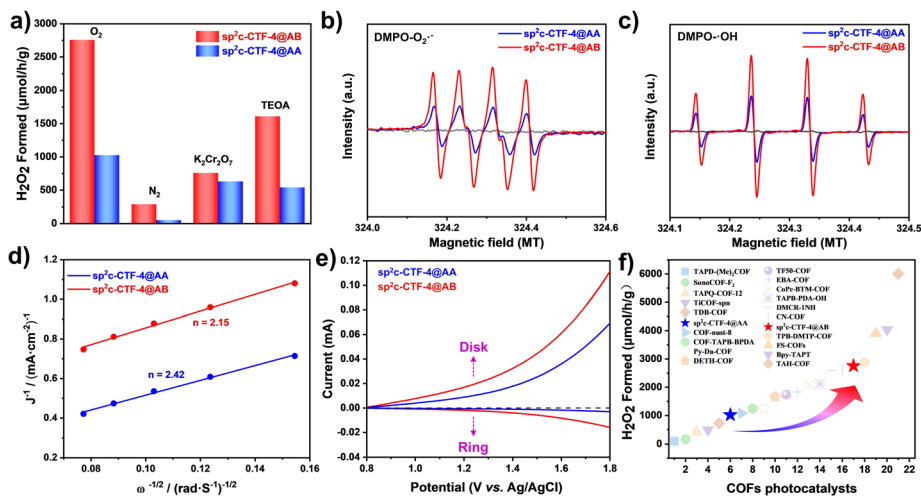 a)
H2O2 Formed (μmol/h/g)
3000
2500
2000
1500
1000
500
0
sp²c-CTF-4@AB
sp²c-CTF-4@AA
O₂
N₂
K₂Cr₂O₇
TEOA
b)
Intensity (a.u.)
DMPO-O₂·⁻
sp²c-CTF-4@AA
sp²c-CTF-4@AB
324.0
324.2
324.4
324.6
Magnetic field (MT)
c)
Intensity (a.u.)
DMPO-·OH
sp²c-CTF-4@AA
sp²c-CTF-4@AB
324.1
324.2
324.3
324.4
324.5
Magnetic field (MT)
d)
J⁻¹ / (mA·cm⁻²)⁻¹
1.2
1.0
0.8
0.6
0.4
0.2
sp²c-CTF-4@AA
sp²c-CTF-4@AB
n = 2.15
n = 2.42
0.08
0.10
0.12
0.14
0.16
ω⁻¹/² / (rad·S⁻¹)⁻¹/²
e)
Current (mA)
0.12
0.10
0.08
0.06
0.04
0.02
0.00
0.02
0.04
sp²c-CTF-4@AA
sp²c-CTF-4@AB
Disk
Ring
0.8
1.0
1.2
1.4
1.6
1.8
Potential (V vs. Ag/AgCl)
f)
H2O2 Formed (μmol/h/g)
6000
5000
4000
3000
2000
1000
0
TAPD-(Me)₂COF
SonoCOF-F₂
TAPQ-COF-12
TiCOF-spn
TDB-COF
sp²c-CTF-4@AA
COF-nust-8
COF-TAPB-BPDA
Py-Da-COF
DETH-COF
TF50-COF
EBA-COF
CoPc-BTM-COF
TAPB-PDA-OH
DMCR-1NH
CN-COF
sp²c-CTF-4@AB
TPB-DMTP-COF
FS-COFs
Bpy-TAPT
TAH-COF
0
2
4
6
8
10
12
14
16
18
20
22
COFs photocatalysts